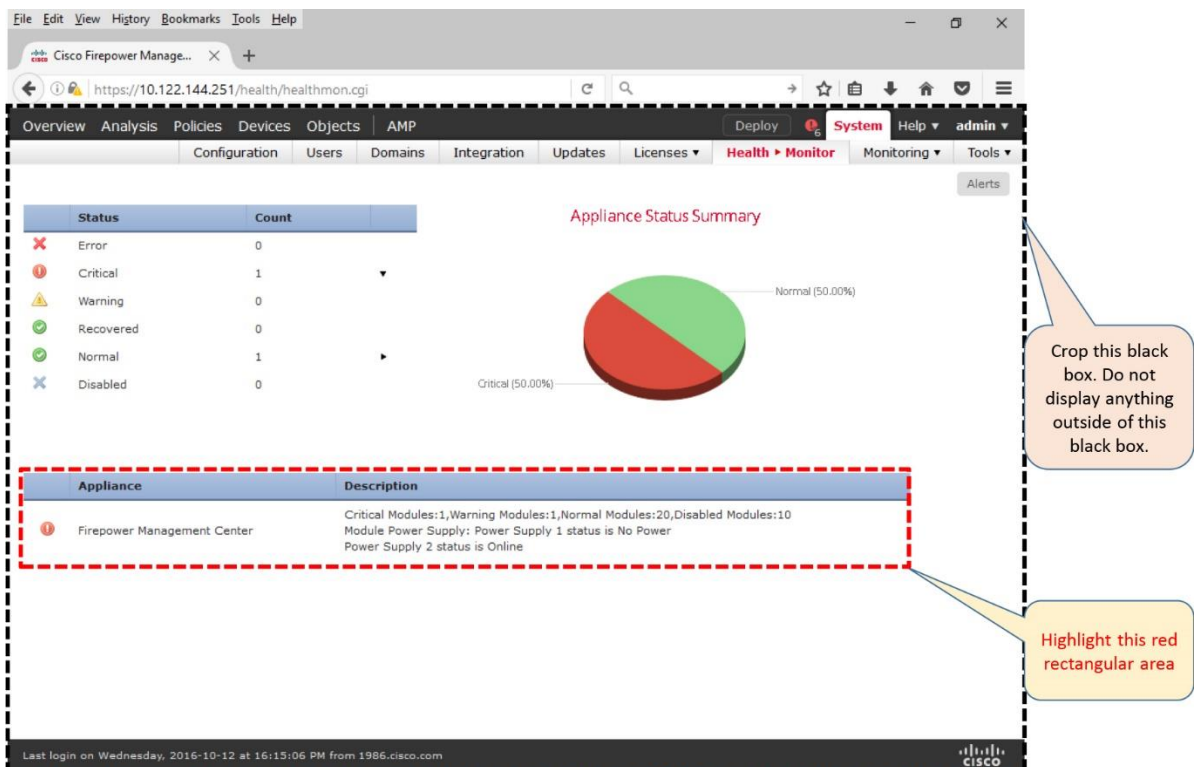 File Edit View History Bookmarks Tools Help
Cisco Firepower Manage...
https://10.122.144.251/health/healthmon.cgi
Overview Analysis Policies Devices Objects AMP Deploy 6 System Help admin
Configuration Users Domains Integration Updates Licenses Health Monitor Monitoring Tools
Alerts
Status Count
Error 0
Critical 1
Warning 0
Recovered 0
Normal 1
Disabled 0
Appliance Status Summary
Normal (50.00%)
Critical (50.00%)
Crop this black
box. Do not
display anything
outside of this
black box.
Appliance Description
Firepower Management Center
Critical Modules:1,Warning Modules:1,Normal Modules:20,Disabled Modules:10
Module Power Supply: Power Supply 1 status is No Power
Power Supply 2 status is Online
Highlight this red
rectangular area
Last login on Wednesday, 2016-10-12 at 16:15:06 PM from 1986.cisco.com
CISCO